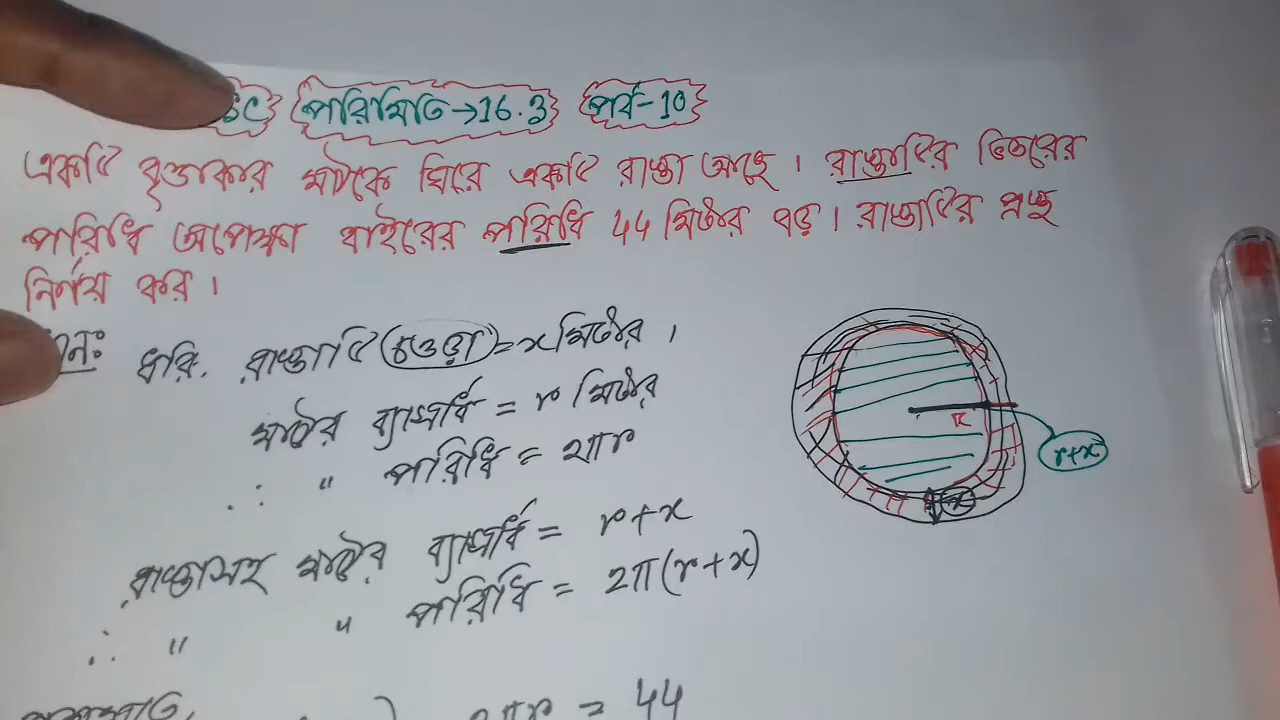 পরিমিতি→16.3 পর্ব-10
একটি বৃত্তাকার মাঠকে ঘিরে একটি রাস্তা আছে। রাস্তাটির ভিতরের
পরিধি অপেক্ষা বাইরের পরিধি 44 মিটার বড়। রাস্তাটির প্রস্থ
নির্ণয় কর।
ধরি, রাস্তাটি (চওড়া) = x মিটার।
মাঠের ব্যাসার্ধ = r মিটার
∴ " পরিধি = 2πr
রাস্তাসহ মাঠের ব্যাসার্ধ = r+x
∴ " " পরিধি = 2π(r+x)
2πr = 44
r+x
x